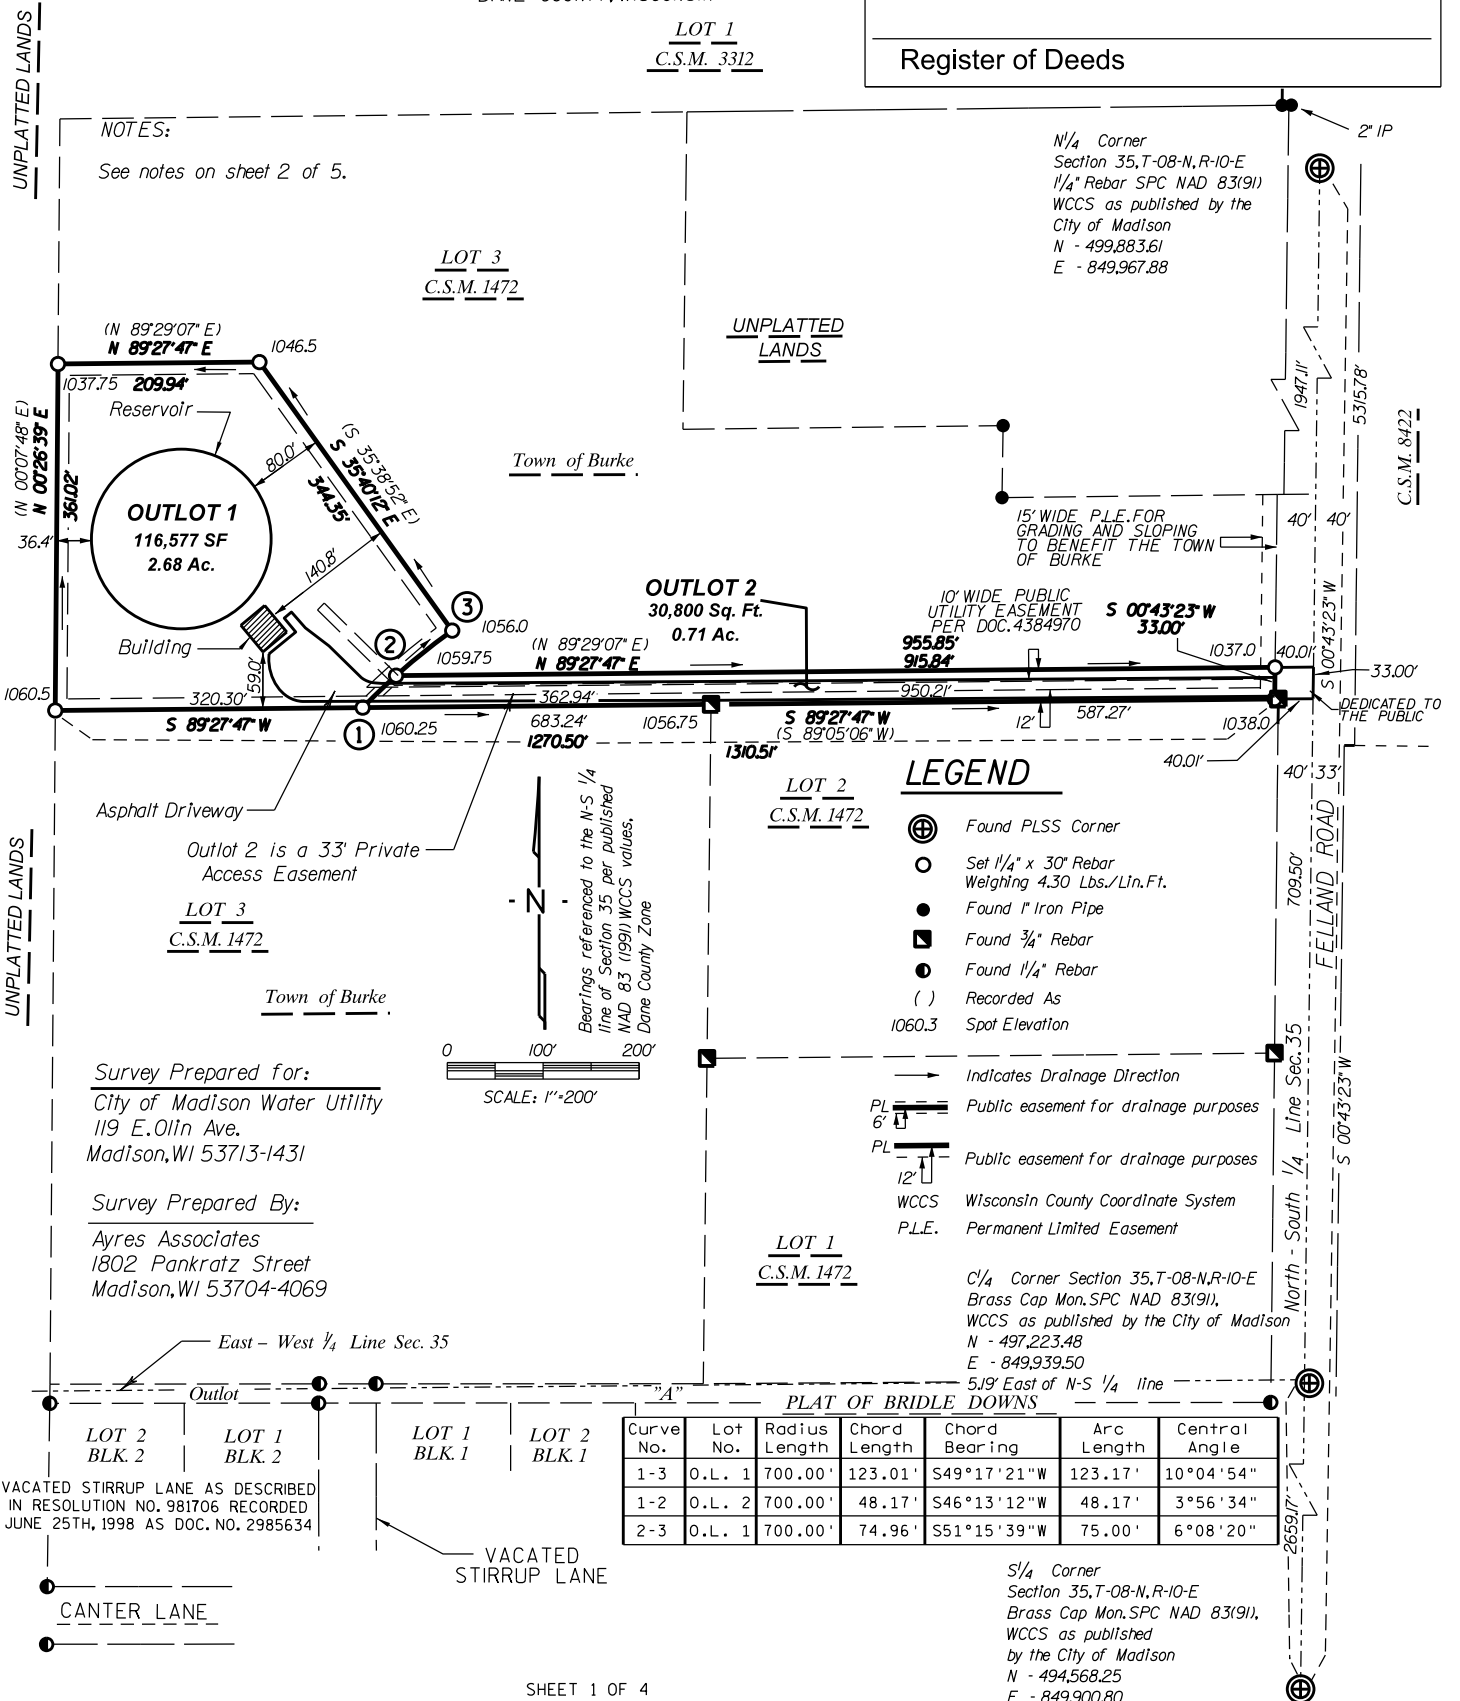 LOT 1
C.S.M. 3312
Register of Deeds
UNPLATTED LANDS
NOTES:
See notes on sheet 2 of 5.
2" IP
N1/4 Corner
Section 35,T-08-N,R-10-E
1 1/4" Rebar SPC NAD 83(91)
WCCS as published by the
City of Madison
N - 499,883.61
E - 849,967.88
LOT 3
C.S.M. 1472
UNPLATTED
LANDS
(N 89°29'07" E)
N 89°27'47" E
1046.5
1037.75
209.94'
Reservoir
(N 00°07'48" E)
N 00°26'39" E
361.02'
80.0'
(S 35°38'52" E)
S 35°40'12" E
344.35'
Town of Burke
1947.11'
5315.78'
C.S.M. 8422
OUTLOT 1
116,577 SF
2.68 Ac.
36.4'
140.8'
15' WIDE P.L.E. FOR
GRADING AND SLOPING
TO BENEFIT THE TOWN
OF BURKE
40'
40'
OUTLOT 2
30,800 Sq. Ft.
0.71 Ac.
10' WIDE PUBLIC
UTILITY EASEMENT
PER DOC. 4384970
S 00°43'23" W
33.00'
S 00°43'23" W
Building
3
1056.0
2
1059.75
(N 89°29'07" E)
N 89°27'47" E
955.85'
915.84'
1037.0
40.01'
33.00'
1060.5
59.0'
320.30'
362.94'
950.21'
DEDICATED TO
THE PUBLIC
S 89°27'47" W
1
1060.25
683.24'
1056.75
S 89°27'47" W
(S 89°05'06" W)
12'
587.27'
1038.0
1270.50'
1310.51'
40.01'
40'
33'
Asphalt Driveway
Outlot 2 is a 33' Private
Access Easement
LOT 2
C.S.M. 1472
LEGEND
Found PLSS Corner
Set 1 1/4" x 30" Rebar
Weighing 4.30 Lbs./Lin.Ft.
Found 1" Iron Pipe
Found 3/4" Rebar
Found 1 1/4" Rebar
( ) Recorded As
1060.3 Spot Elevation
Indicates Drainage Direction
PL
6'
Public easement for drainage purposes
PL
12'
Public easement for drainage purposes
WCCS Wisconsin County Coordinate System
P.L.E. Permanent Limited Easement
UNPLATTED LANDS
LOT 3
C.S.M. 1472
Town of Burke
- N -
Bearings referenced to the N-S 1/4
line of Section 35 per published
NAD 83 (1991) WCCS values,
Dane County Zone
0 100' 200'
SCALE: 1"=200'
709.50'
FELLAND ROAD
North - South 1/4 Line Sec. 35
S 00°43'23" W
Survey Prepared for:
City of Madison Water Utility
119 E. Olin Ave.
Madison, WI 53713-1431
Survey Prepared By:
Ayres Associates
1802 Pankratz Street
Madison, WI 53704-4069
LOT 1
C.S.M. 1472
C1/4 Corner Section 35,T-08-N,R-10-E
Brass Cap Mon. SPC NAD 83(91),
WCCS as published by the City of Madison
N - 497,223.48
E - 849,939.50
5.19' East of N-S 1/4 line
East – West 1/4 Line Sec. 35
Outlot "A" PLAT OF BRIDLE DOWNS
LOT 2
BLK. 2
LOT 1
BLK. 2
LOT 1
BLK. 1
LOT 2
BLK. 1
Curve No. Lot No. Radius Length Chord Length Chord Bearing Arc Length Central Angle
1-3 O.L. 1 700.00' 123.01' S49°17'21"W 123.17' 10°04'54"
1-2 O.L. 2 700.00' 48.17' S46°13'12"W 48.17' 3°56'34"
2-3 O.L. 1 700.00' 74.96' S51°15'39"W 75.00' 6°08'20"
VACATED STIRRUP LANE AS DESCRIBED
IN RESOLUTION NO. 981706 RECORDED
JUNE 25TH, 1998 AS DOC. NO. 2985634
VACATED
STIRRUP LANE
CANTER LANE
2659.17'
S1/4 Corner
Section 35,T-08-N,R-10-E
Brass Cap Mon. SPC NAD 83(91),
WCCS as published
by the City of Madison
N - 494,568.25
E - 849,900.80
SHEET 1 OF 4